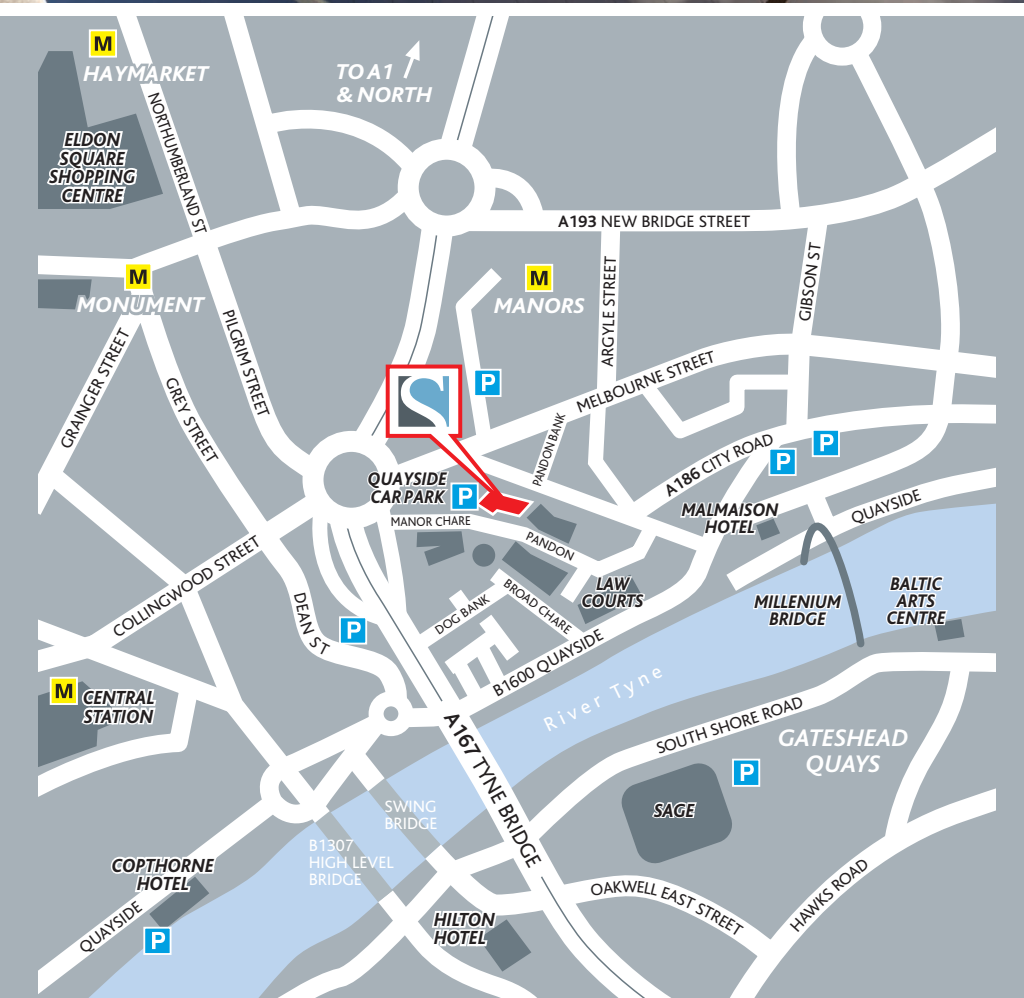 M
HAYMARKET
TO A1
& NORTH
NORTHUMBERLAND ST
ELDON
SQUARE
SHOPPING
CENTRE
A193 NEW BRIDGE STREET
M
MONUMENT
M
MANORS
ARGYLE STREET
GIBSON ST
PILGRIM STREET
GRAINGER STREET
GREY STREET
S
P
MELBOURNE STREET
PANDON BANK
A186 CITY ROAD
P
P
QUAYSIDE
CAR PARK
P
MANOR CHARE
PANDON
MALMAISON
HOTEL
QUAYSIDE
COLLINGWOOD STREET
DEAN ST
P
DOG BANK
BROAD CHARE
LAW
COURTS
MILLENIUM
BRIDGE
BALTIC
ARTS
CENTRE
B1600 QUAYSIDE
M
CENTRAL
STATION
River Tyne
A167 TYNE BRIDGE
SOUTH SHORE ROAD
GATESHEAD
QUAYS
P
SAGE
SWING
BRIDGE
B1307
HIGH LEVEL
BRIDGE
COPTHORNE
HOTEL
QUAYSIDE
P
HILTON
HOTEL
OAKWELL EAST STREET
HAWKS ROAD